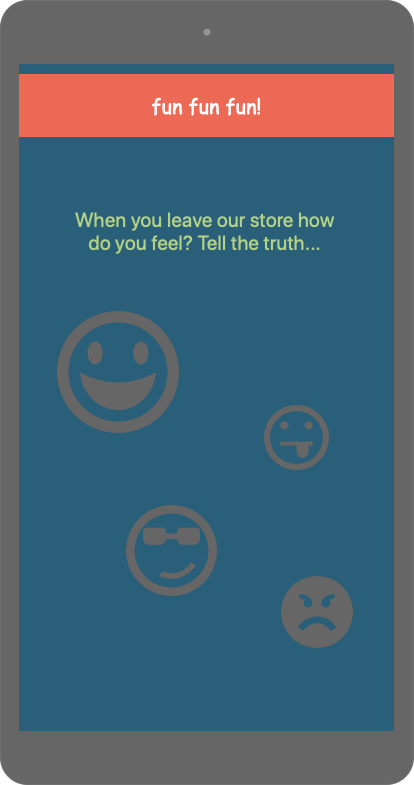 fun fun fun!
When you leave our store how
do you feel? Tell the truth...